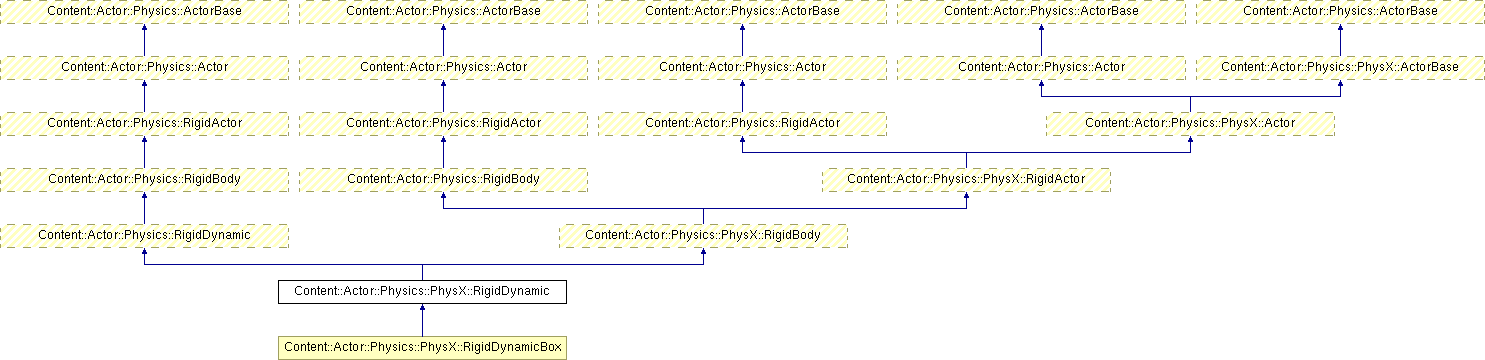 Content::Actor::Physics::ActorBase
Content::Actor::Physics::ActorBase
Content::Actor::Physics::ActorBase
Content::Actor::Physics::ActorBase
Content::Actor::Physics::ActorBase
Content::Actor::Physics::Actor
Content::Actor::Physics::Actor
Content::Actor::Physics::Actor
Content::Actor::Physics::Actor
Content::Actor::Physics::PhysX::ActorBase
Content::Actor::Physics::RigidActor
Content::Actor::Physics::RigidActor
Content::Actor::Physics::RigidActor
Content::Actor::Physics::PhysX::Actor
Content::Actor::Physics::RigidBody
Content::Actor::Physics::RigidBody
Content::Actor::Physics::PhysX::RigidActor
Content::Actor::Physics::RigidDynamic
Content::Actor::Physics::PhysX::RigidBody
Content::Actor::Physics::PhysX::RigidDynamic
Content::Actor::Physics::PhysX::RigidDynamicBox